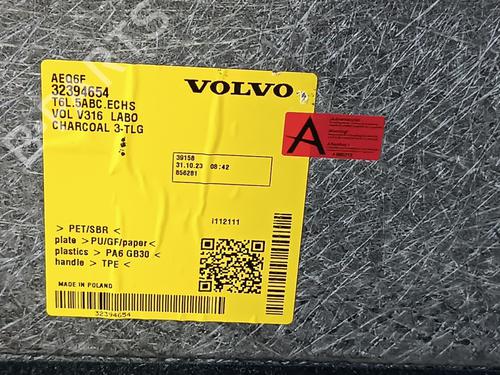 AEQ6F
32394654
T6L.5ABC.ECHS
VOL V316 LABO
CHARCOAL 3-TLG
VOLVO
A
39158
31.10.23 08:42
856281
i112111
> PET/SBR <
plate > PU/GF/paper <
plastics > PA6 GB30 <
handle > TPE <
MADE IN POLAND
32394654